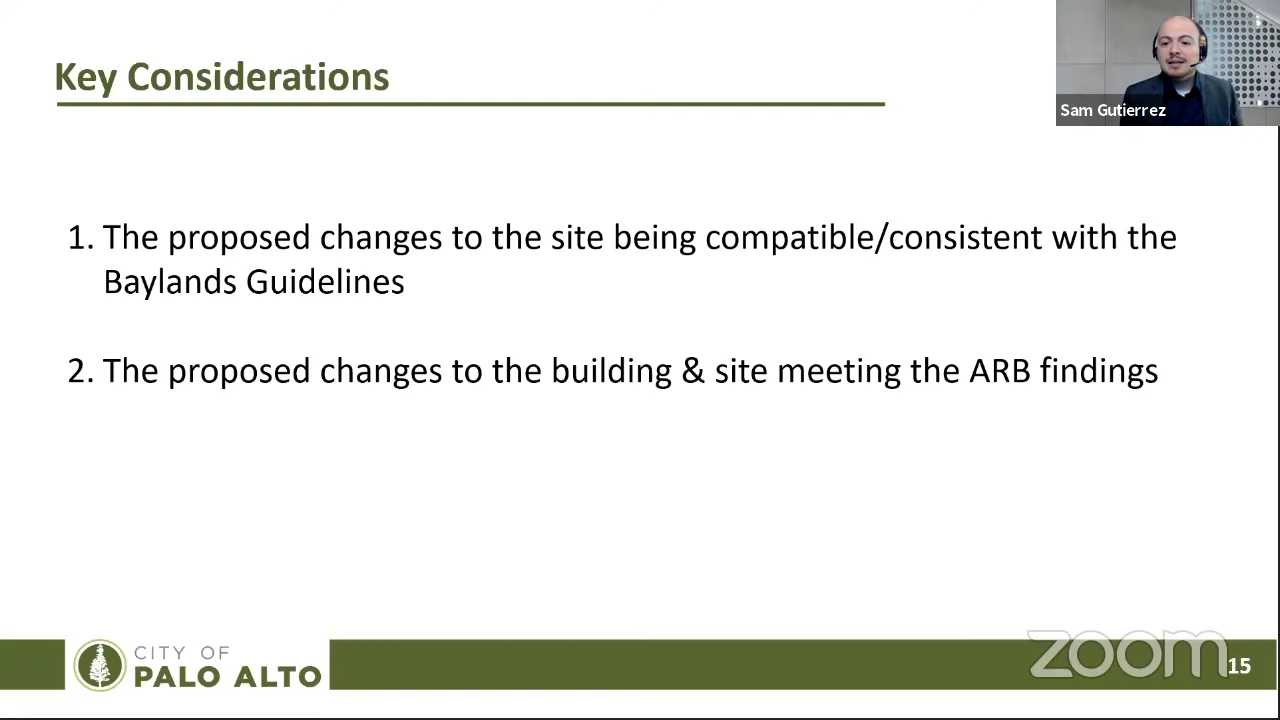 Key Considerations
Sam Gutierrez
1. The proposed changes to the site being compatible/consistent with the
Baylands Guidelines
2. The proposed changes to the building & site meeting the ARB findings
CITY OF
PALO ALTO
zoom
15